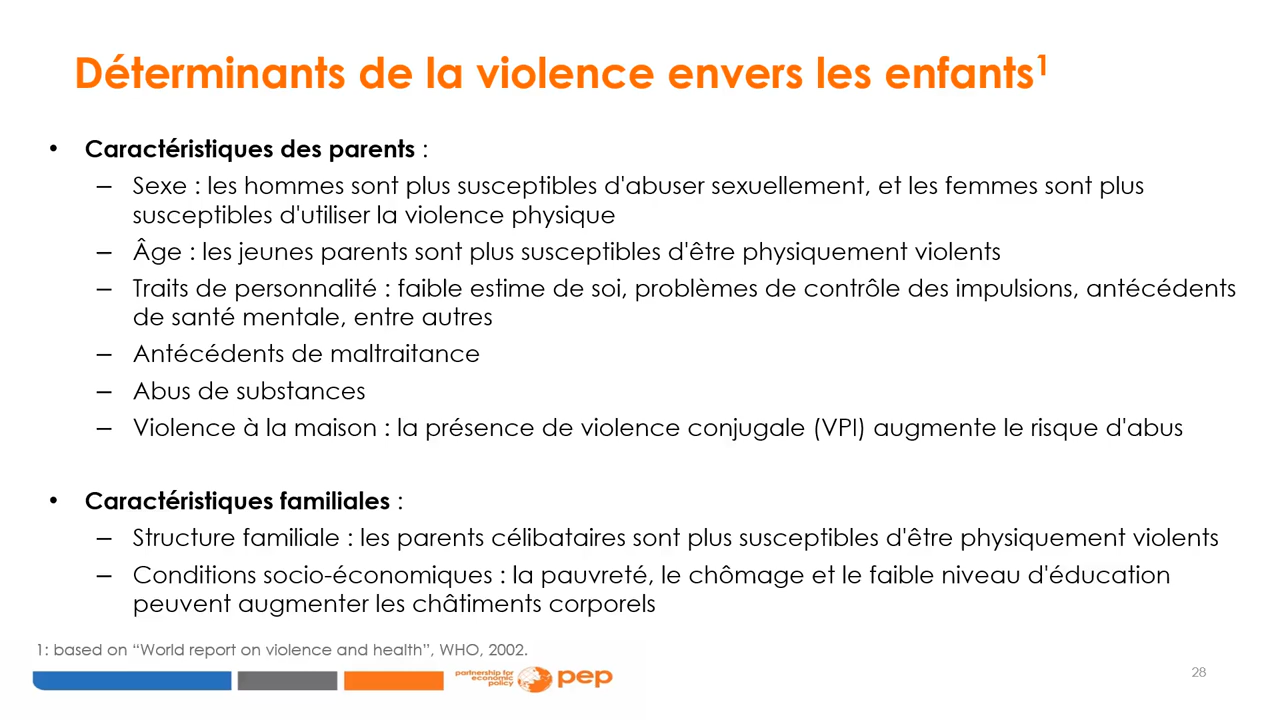 Déterminants de la violence envers les enfants¹
• Caractéristiques des parents :
– Sexe : les hommes sont plus susceptibles d'abuser sexuellement, et les femmes sont plus
susceptibles d'utiliser la violence physique
– Âge : les jeunes parents sont plus susceptibles d'être physiquement violents
– Traits de personnalité : faible estime de soi, problèmes de contrôle des impulsions, antécédents
de santé mentale, entre autres
– Antécédents de maltraitance
– Abus de substances
– Violence à la maison : la présence de violence conjugale (VPI) augmente le risque d'abus
• Caractéristiques familiales :
– Structure familiale : les parents célibataires sont plus susceptibles d'être physiquement violents
– Conditions socio-économiques : la pauvreté, le chômage et le faible niveau d'éducation
peuvent augmenter les châtiments corporels
1: based on “World report on violence and health”, WHO, 2002.
partnership for
economic
policy
pep
28